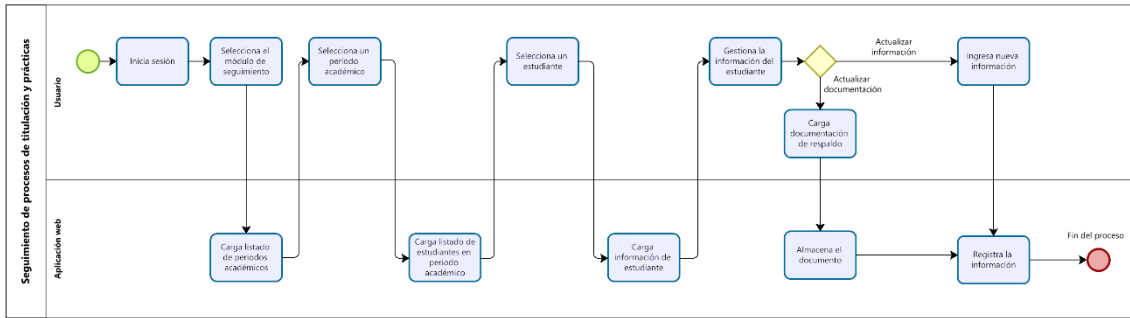 Seguimiento de procesos de titulación y prácticas
Usuario
Inicia sesión
Selecciona el
módulo de
seguimiento
Selecciona un
periodo
académico
Selecciona un
estudiante
Gestiona la
información del
estudiante
Actualizar
información
Ingresa nueva
información
Actualizar
documentación
Carga
documentación
de respaldo
Aplicación web
Carga listado
de periodos
académicos
Carga listado de
estudiantes en
periodo
académico
Carga
información de
estudiante
Almacena el
documento
Registra la
información
Fin del proceso